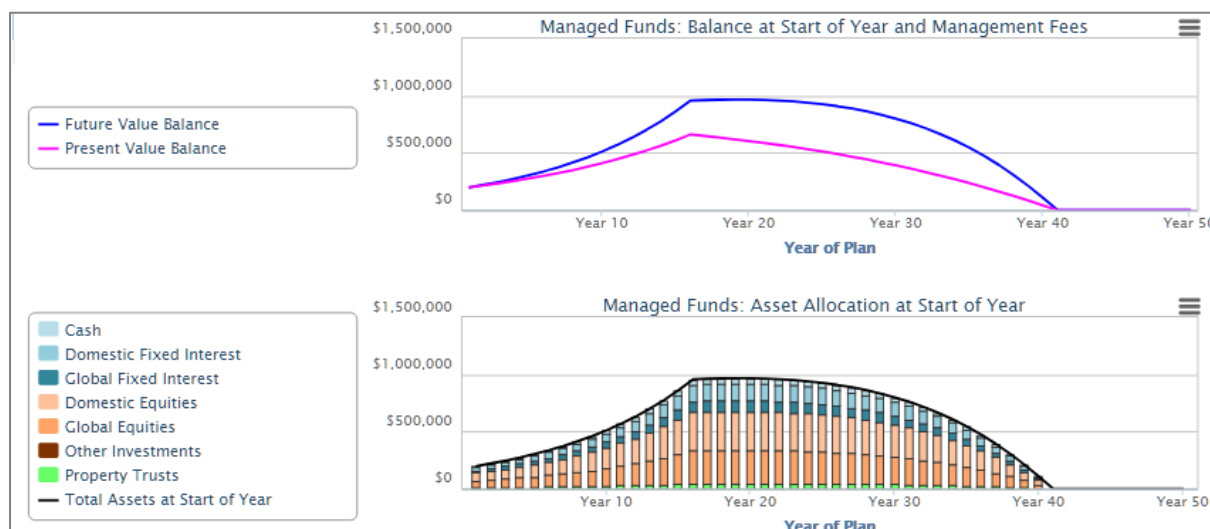 Managed Funds: Balance at Start of Year and Management Fees
$1,500,000
$1,000,000
$500,000
$0
Future Value Balance
Present Value Balance
Year 10 Year 20 Year 30 Year 40 Year 50
Year of Plan
Managed Funds: Asset Allocation at Start of Year
$1,500,000
$1,000,000
$500,000
$0
Cash
Domestic Fixed Interest
Global Fixed Interest
Domestic Equities
Global Equities
Other Investments
Property Trusts
Total Assets at Start of Year
Year 10 Year 20 Year 30 Year 40 Year 50
Year of Plan